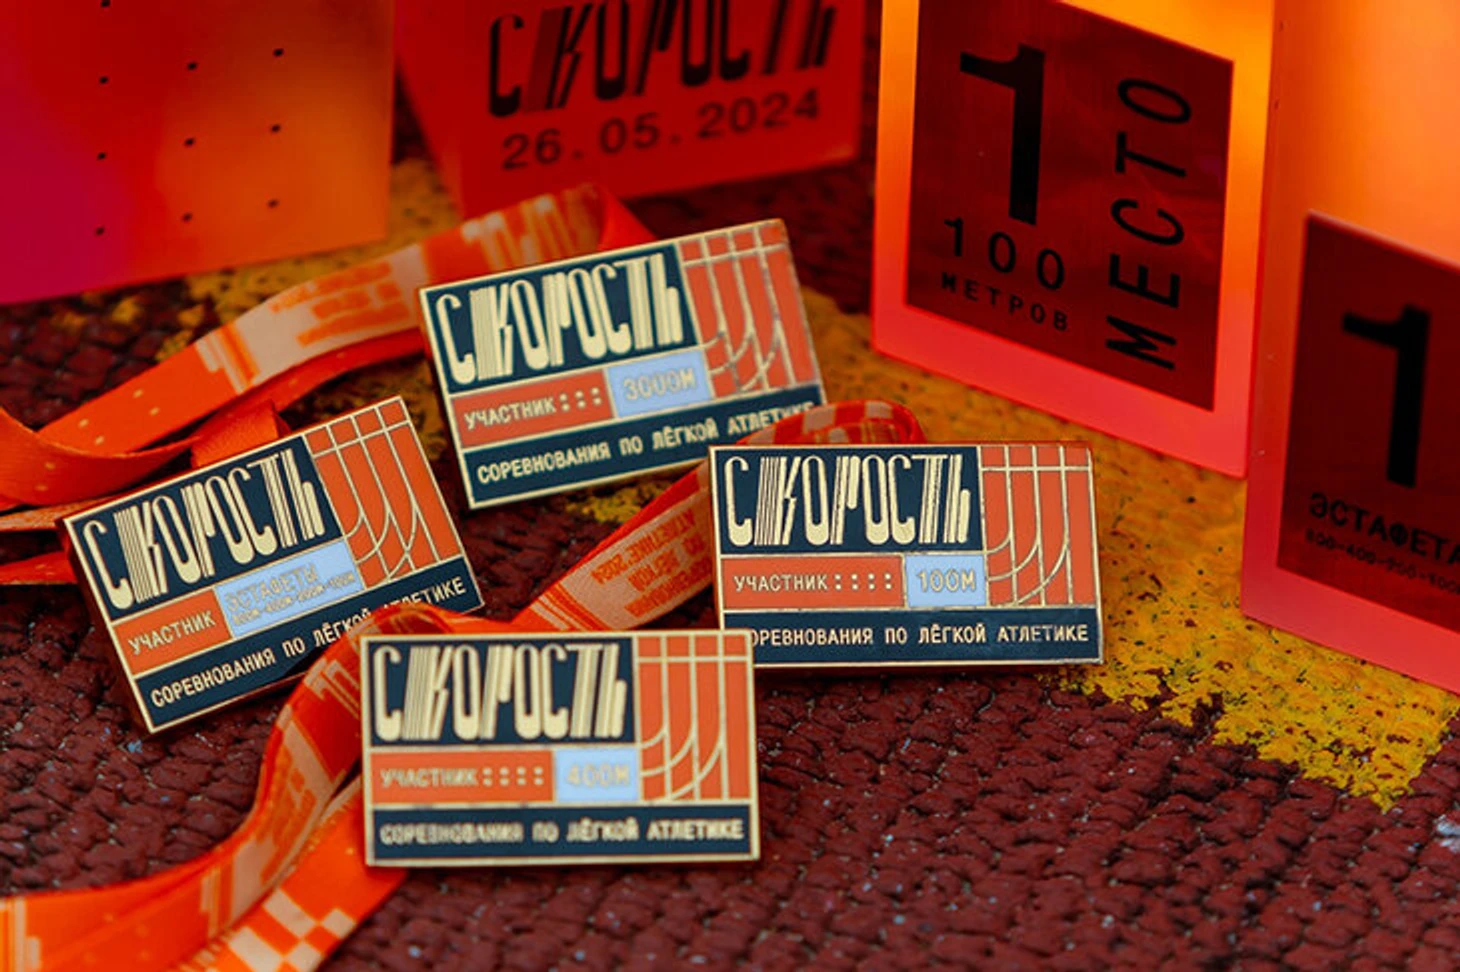 СКОРОСТЬ
26.05.2024
1
МЕСТО
100
МЕТРОВ
1
ЭСТАФЕТА
СКОРОСТЬ
УЧАСТНИК :::
3000М
СОРЕВНОВАНИЯ ПО ЛЁГКОЙ АТЛЕТИКЕ
СКОРОСТЬ
УЧАСТНИК
ЭСТАФЕТЫ
СОРЕВНОВАНИЯ ПО ЛЁГКОЙ АТЛЕТИКЕ
СКОРОСТЬ
УЧАСТНИК ::::
100М
СОРЕВНОВАНИЯ ПО ЛЁГКОЙ АТЛЕТИКЕ
СКОРОСТЬ
УЧАСТНИК ::::
400М
СОРЕВНОВАНИЯ ПО ЛЁГКОЙ АТЛЕТИКЕ